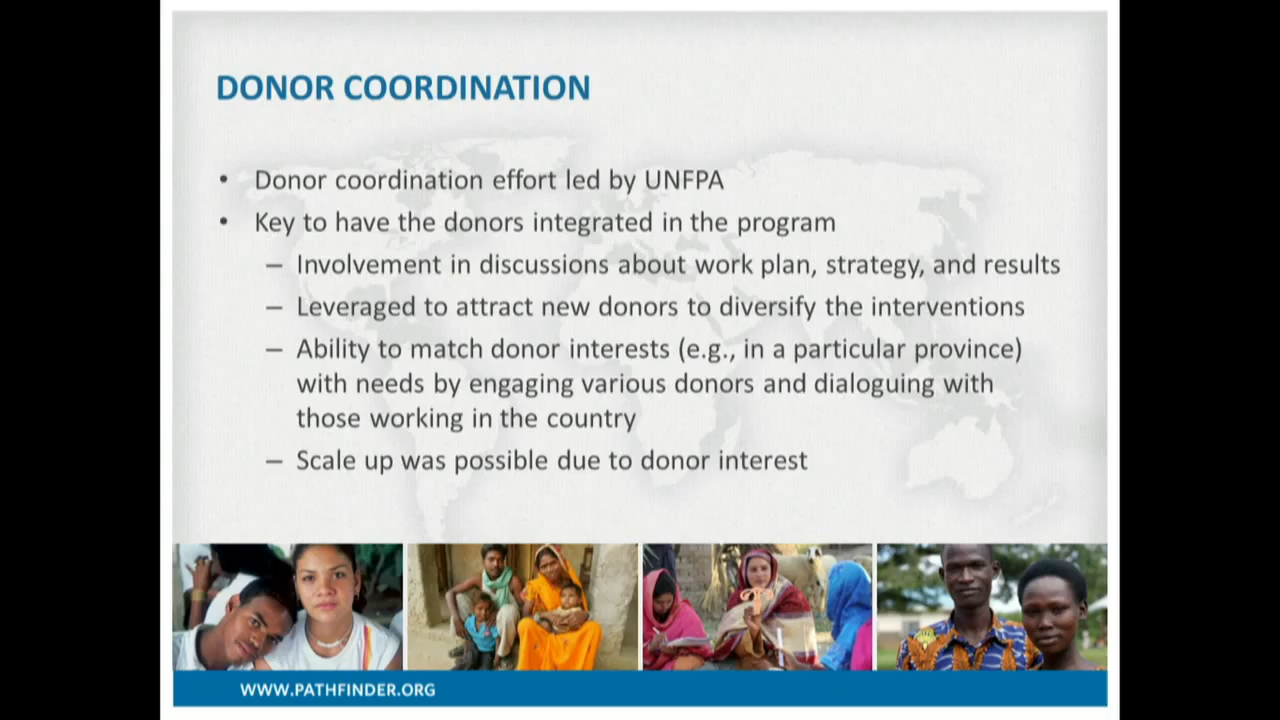 DONOR COORDINATION
• Donor coordination effort led by UNFPA
• Key to have the donors integrated in the program
– Involvement in discussions about work plan, strategy, and results
– Leveraged to attract new donors to diversify the interventions
– Ability to match donor interests (e.g., in a particular province)
with needs by engaging various donors and dialoguing with
those working in the country
– Scale up was possible due to donor interest
WWW.PATHFINDER.ORG